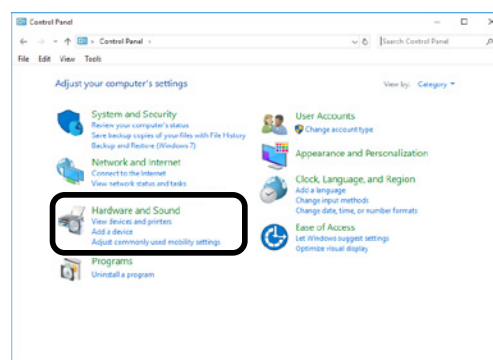 Control Panel
Control Panel
Search Control Panel
File Edit View Tools
Adjust your computer's settings
View by: Category
System and Security
Review your computer's status
Save backup copies of your files with File History
Backup and Restore (Windows 7)
Network and Internet
Connect to the Internet
View network status and tasks
Hardware and Sound
View devices and printers
Add a device
Adjust commonly used mobility settings
Programs
Uninstall a program
User Accounts
Change account type
Appearance and Personalization
Clock, Language, and Region
Add a language
Change input methods
Change date, time, or number formats
Ease of Access
Let Windows suggest settings
Optimize visual display